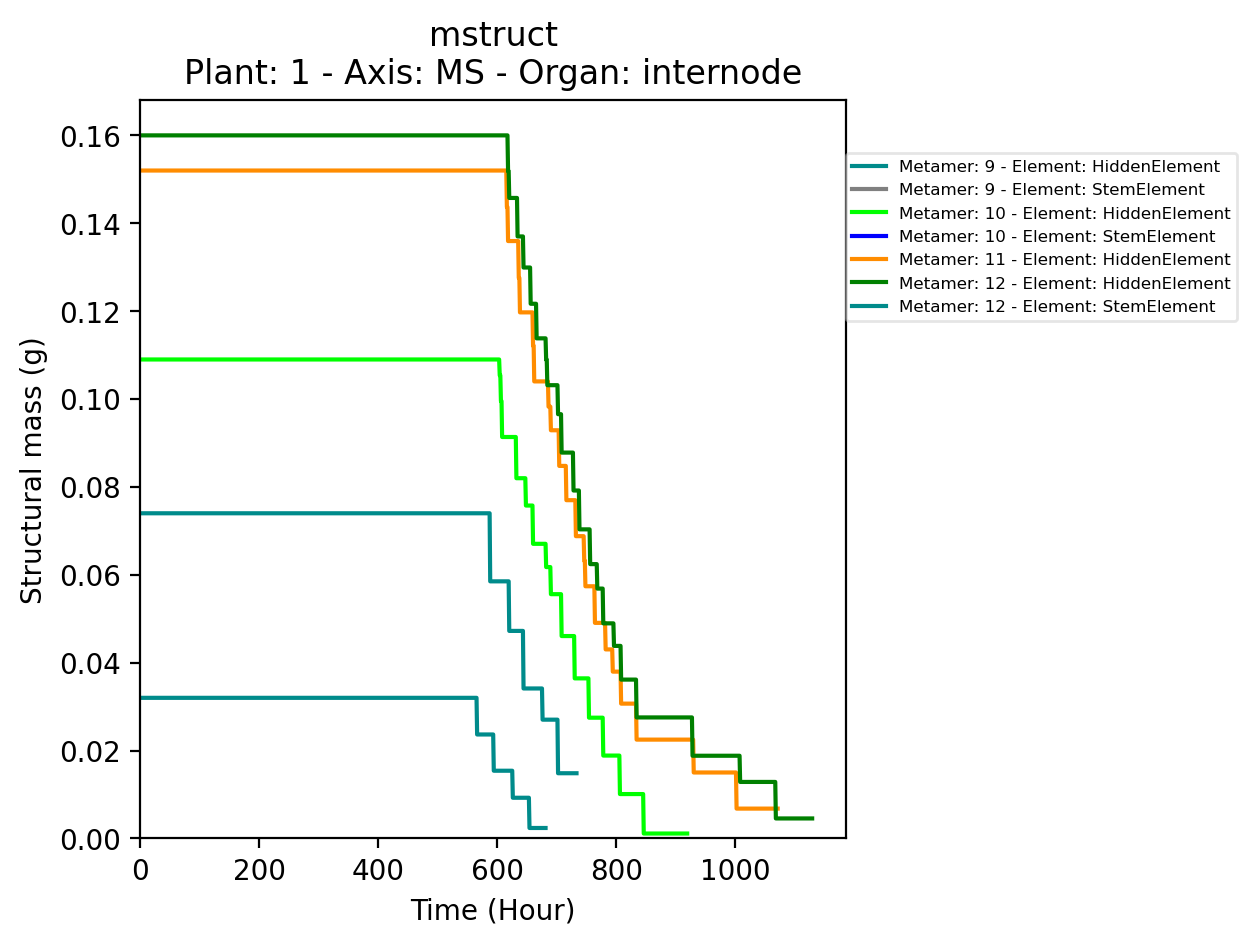 mstruct
Plant: 1 - Axis: MS - Organ: internode
0.16
0.14
0.12
0.10
0.08
0.06
0.04
0.02
0.00
Structural mass (g)
0
200
400
600
800
1000
Time (Hour)
Metamer: 9 - Element: HiddenElement
Metamer: 9 - Element: StemElement
Metamer: 10 - Element: HiddenElement
Metamer: 10 - Element: StemElement
Metamer: 11 - Element: HiddenElement
Metamer: 12 - Element: HiddenElement
Metamer: 12 - Element: StemElement